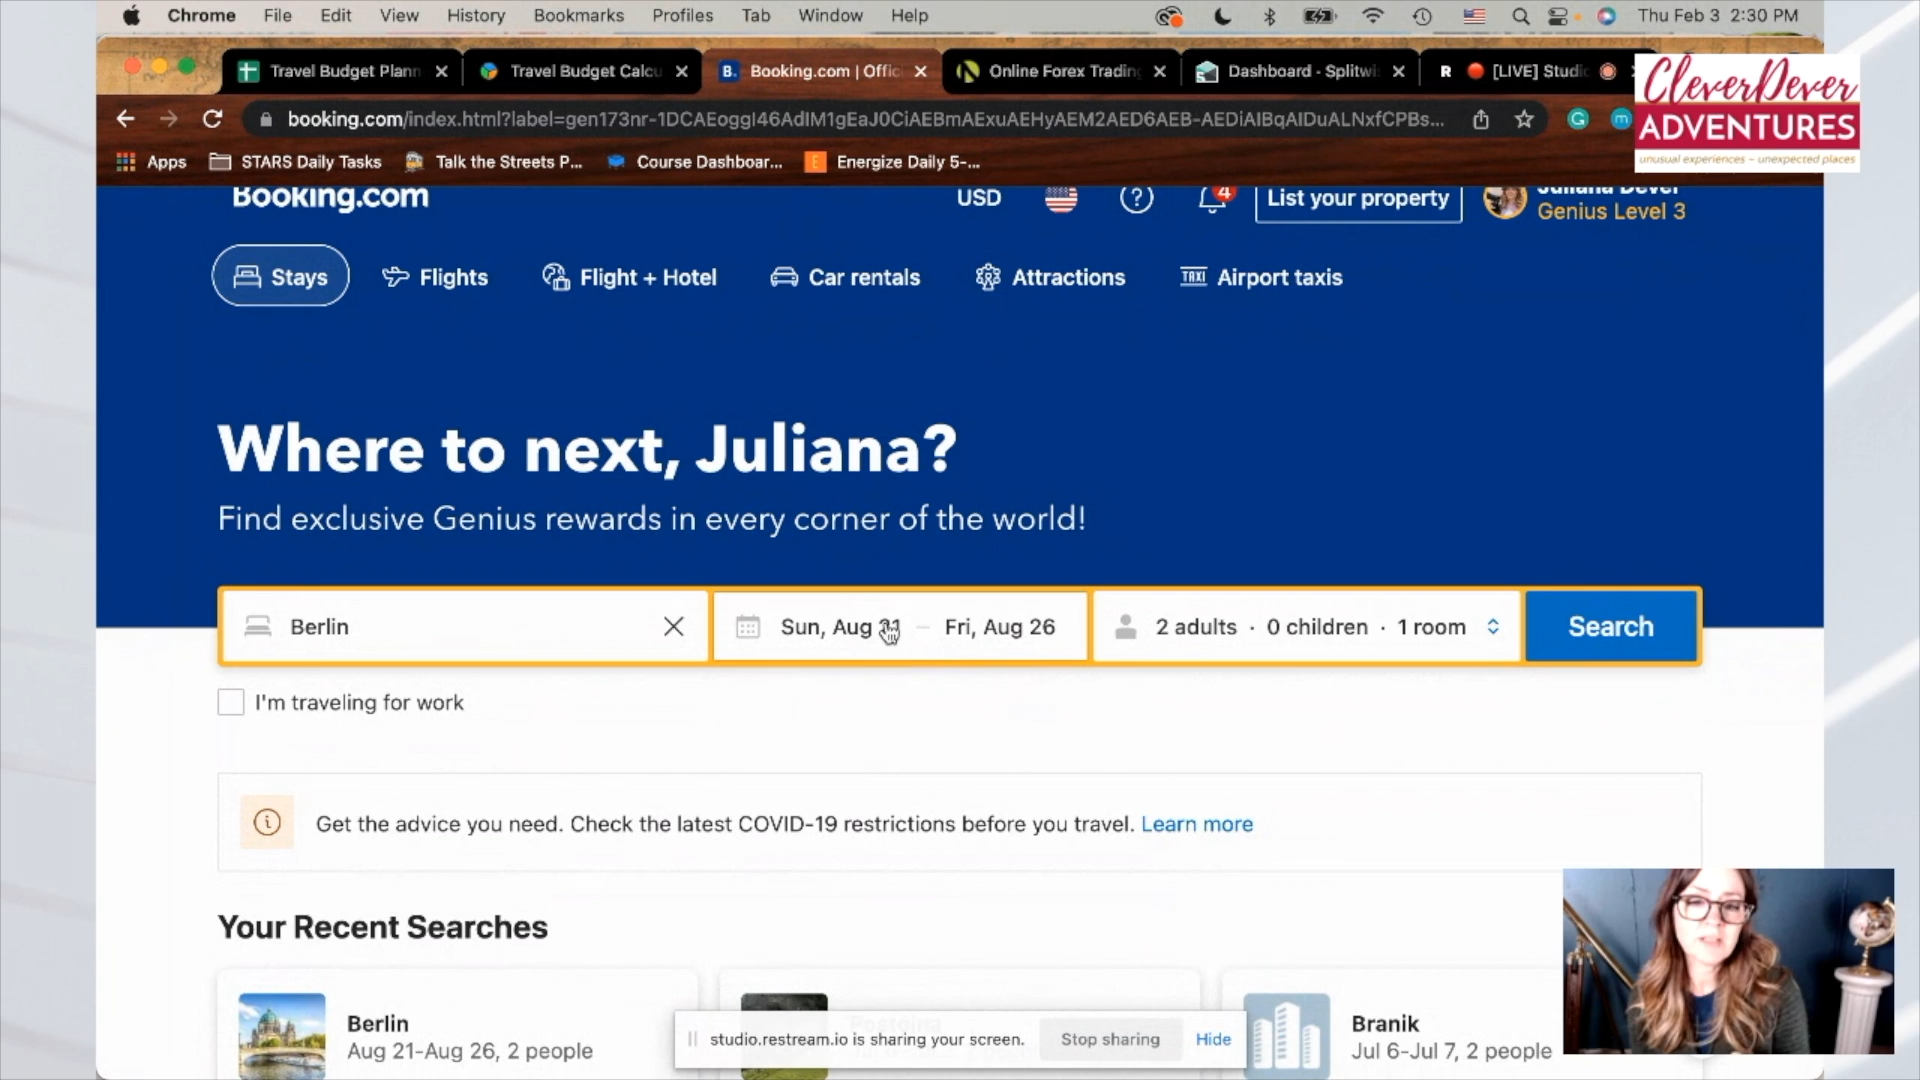 Chrome File Edit View History Bookmarks Profiles Tab Window Help Thu Feb 3 2:30 PM
Travel Budget Plann Travel Budget Calcu B. Booking.com | Offic Online Forex Trading Dashboard - Splitwi R [LIVE] Studio
CleverDever
ADVENTURES
unusual experiences ~ unexpected places
booking.com/index.html?label=gen173nr-1DCAEoggI46AdIM1gEaJ0CiAEBmAExuAEHyAEM2AED6AEB-AEDiAIBqAIDuALNxfCPBs...
Apps STARS Daily Tasks Talk the Streets P... Course Dashboar... Energize Daily 5-...
Booking.com USD 4 List your property Juliana Dever
Genius Level 3
Stays Flights Flight + Hotel Car rentals Attractions TAXI Airport taxis
Where to next, Juliana?
Find exclusive Genius rewards in every corner of the world!
Berlin Sun, Aug 21 – Fri, Aug 26 2 adults · 0 children · 1 room Search
I'm traveling for work
Get the advice you need. Check the latest COVID-19 restrictions before you travel. Learn more
Your Recent Searches
Berlin
Aug 21-Aug 26, 2 people
studio.restream.io is sharing your screen. Stop sharing Hide
Branik
Jul 6-Jul 7, 2 people